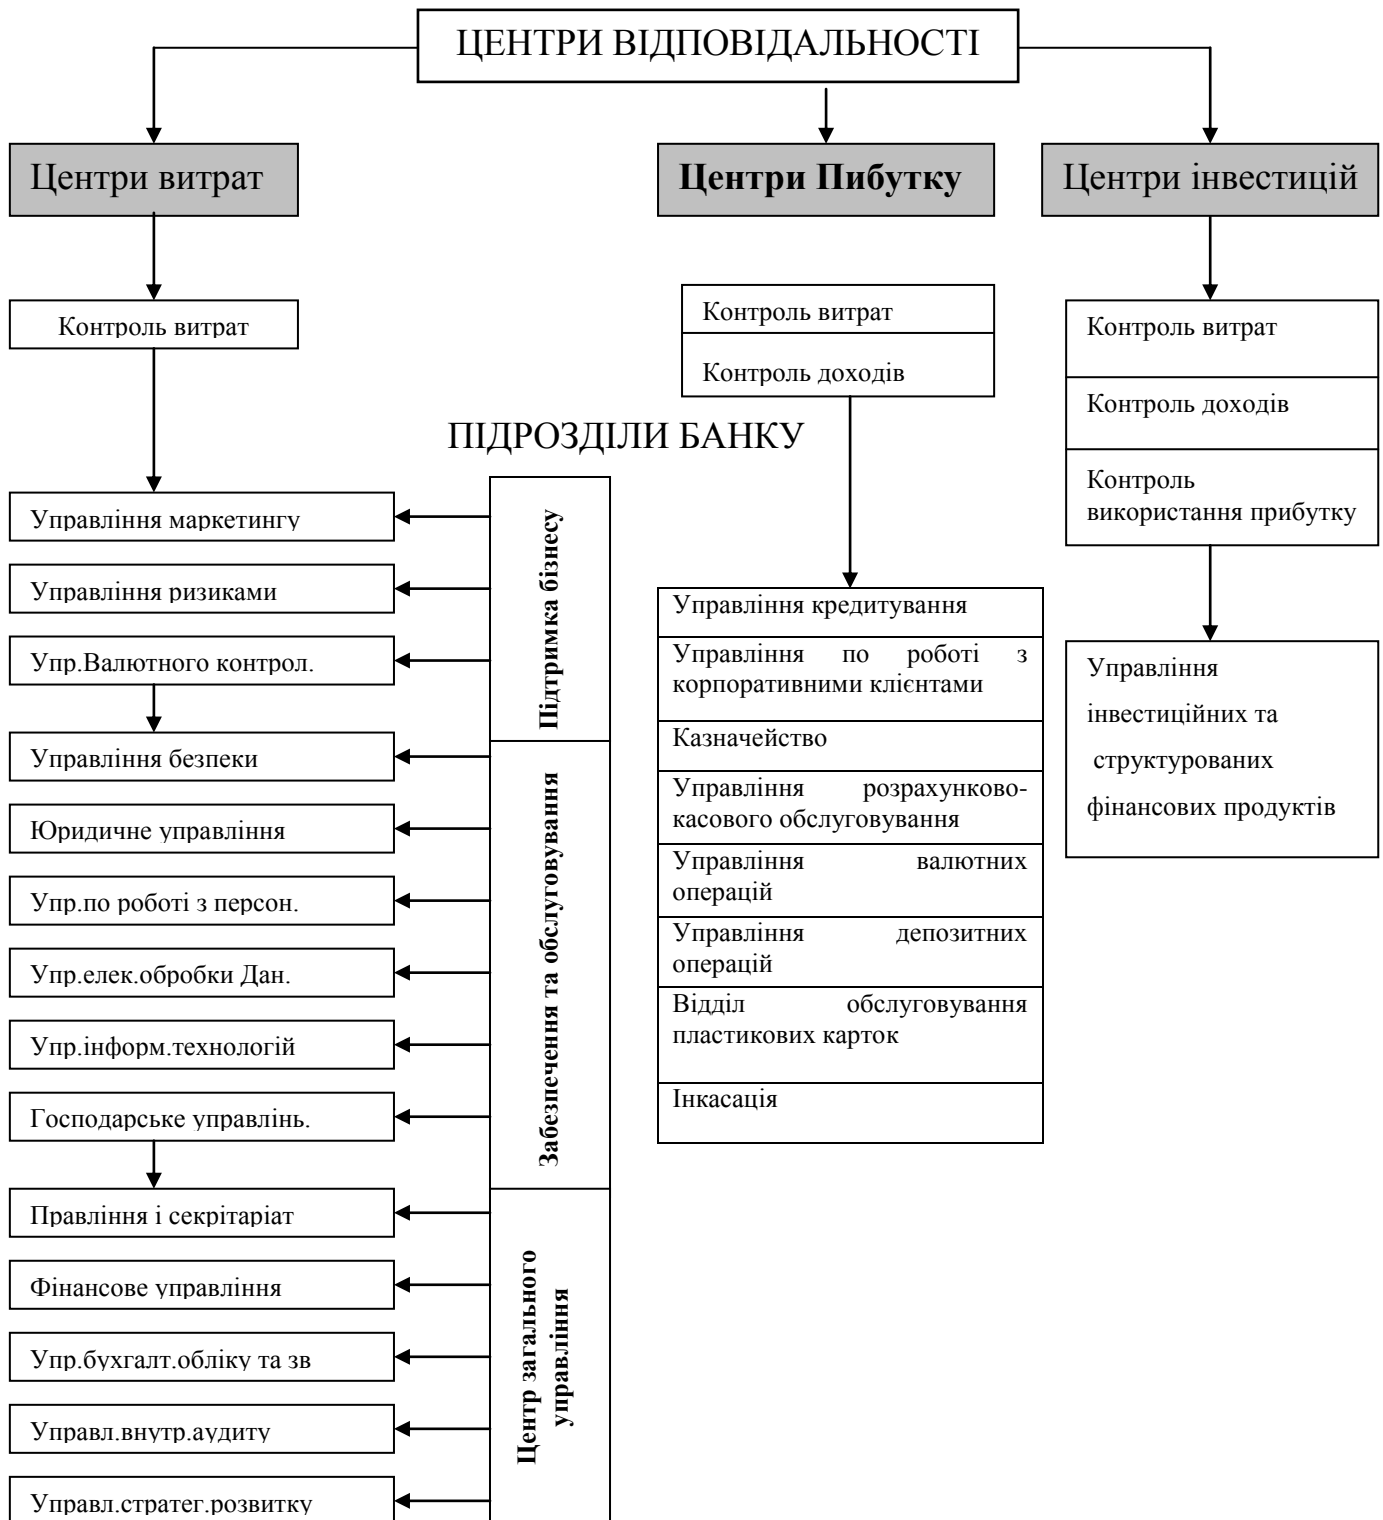 ЦЕНТРИ ВІДПОВІДАЛЬНОСТІ
Центри витрат
Центри Пибутку
Центри інвестицій
Контроль витрат
Контроль витрат
Контроль доходів
Контроль витрат
Контроль доходів
Контроль
використання прибутку
ПІДРОЗДІЛИ БАНКУ
Управління маркетингу
Управління ризиками
Упр.Валютного контрол.
Управління безпеки
Юридичне управління
Упр.по роботі з персон.
Упр.елек.обробки Дан.
Упр.інформ.технологій
Господарське управлінь.
Правління і секрітаріат
Фінансове управління
Упр.бухгалт.обліку та зв
Управл.внутр.аудиту
Управл.стратег.розвитку
Підтримка бізнесу
Забезпечення та обслуговування
Центр загального
управління
Управління кредитування
Управління по роботі з
корпоративними клієнтами
Казначейство
Управління розрахунково-
касового обслуговування
Управління валютних
операцій
Управління депозитних
операцій
Відділ обслуговування
пластикових карток
Інкасація
Управління
інвестиційних та
структурованих
фінансових продуктів